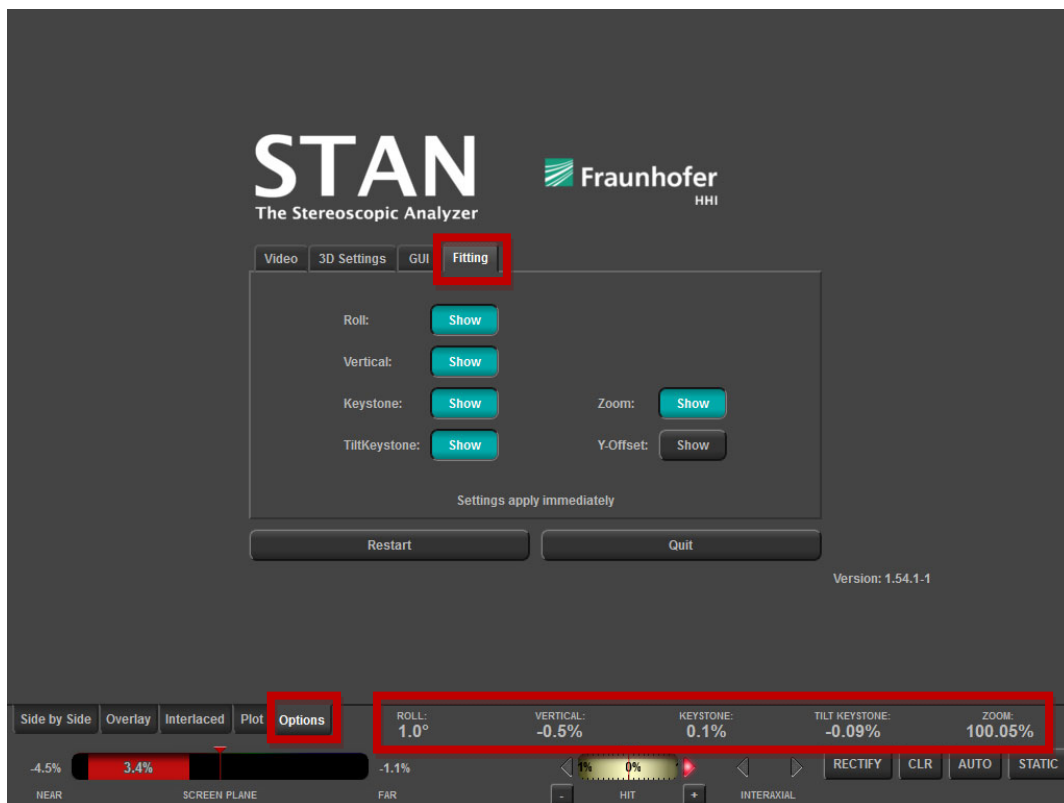 STAN
The Stereoscopic Analyzer
Fraunhofer
HHI
Video 3D Settings GUI Fitting
Roll: Show
Vertical: Show
Keystone: Show Zoom: Show
TiltKeystone: Show Y-Offset: Show
Settings apply immediately
Restart Quit
Version: 1.54.1-1
Side by Side Overlay Interlaced Plot Options
ROLL: VERTICAL: KEYSTONE: TILT KEYSTONE: ZOOM:
1.0° -0.5% 0.1% -0.09% 100.05%
-4.5% 3.4% -1.1% 1% 0% RECTIFY CLR AUTO STATIC
NEAR SCREEN PLANE FAR - HIT + INTERAXIAL